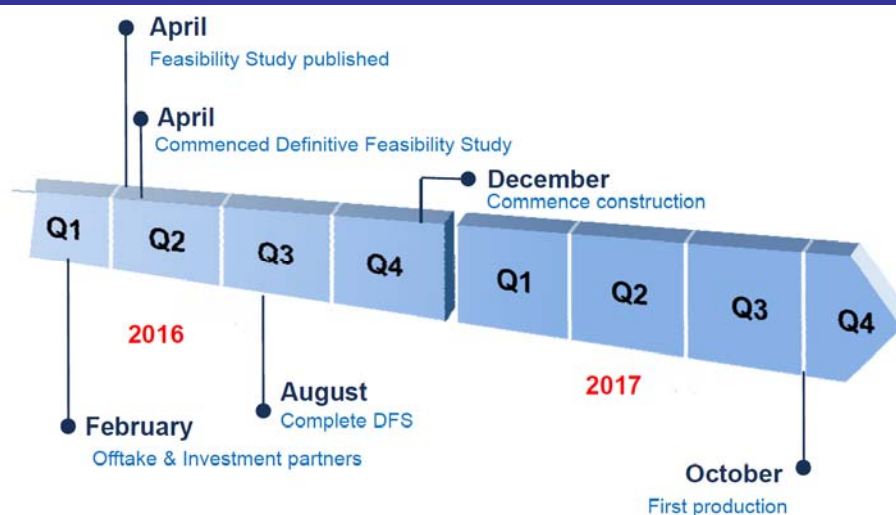 April
Feasibility Study published
April
Commenced Definitive Feasibility Study
December
Commence construction
Q1
Q2
Q3
Q4
Q1
Q2
Q3
Q4
2016
2017
February
Offtake & Investment partners
August
Complete DFS
October
First production